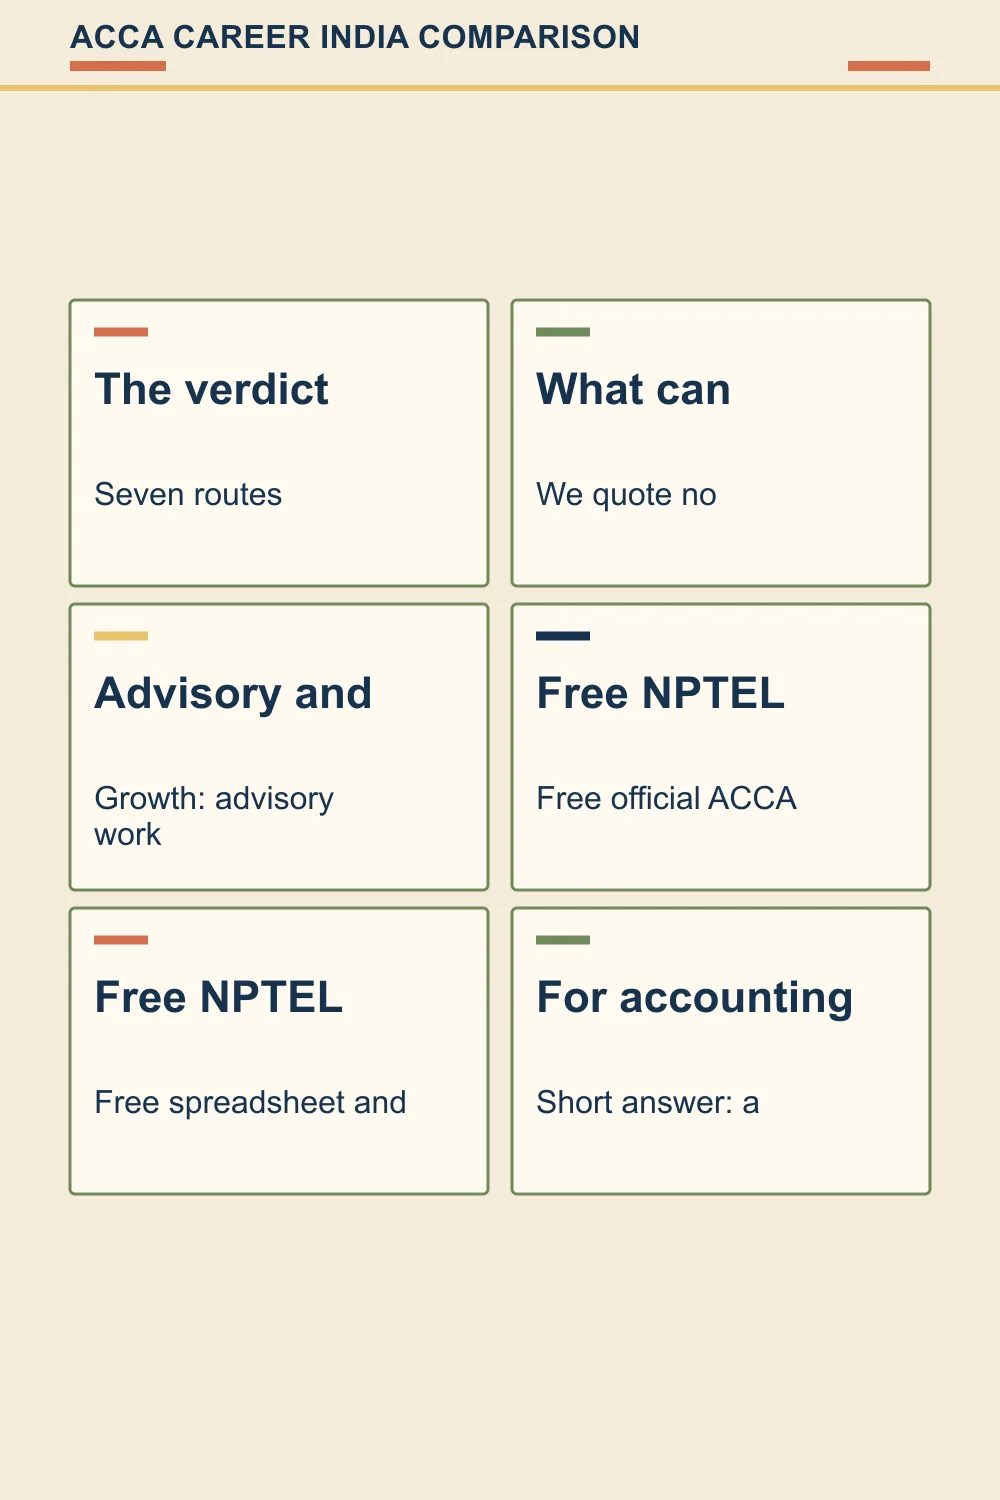 ACCA CAREER INDIA COMPARISON
The verdict
Seven routes
What can
We quote no
Advisory and
Growth: advisory
work
Free NPTEL
Free official ACCA
Free NPTEL
Free spreadsheet and
For accounting
Short answer: a